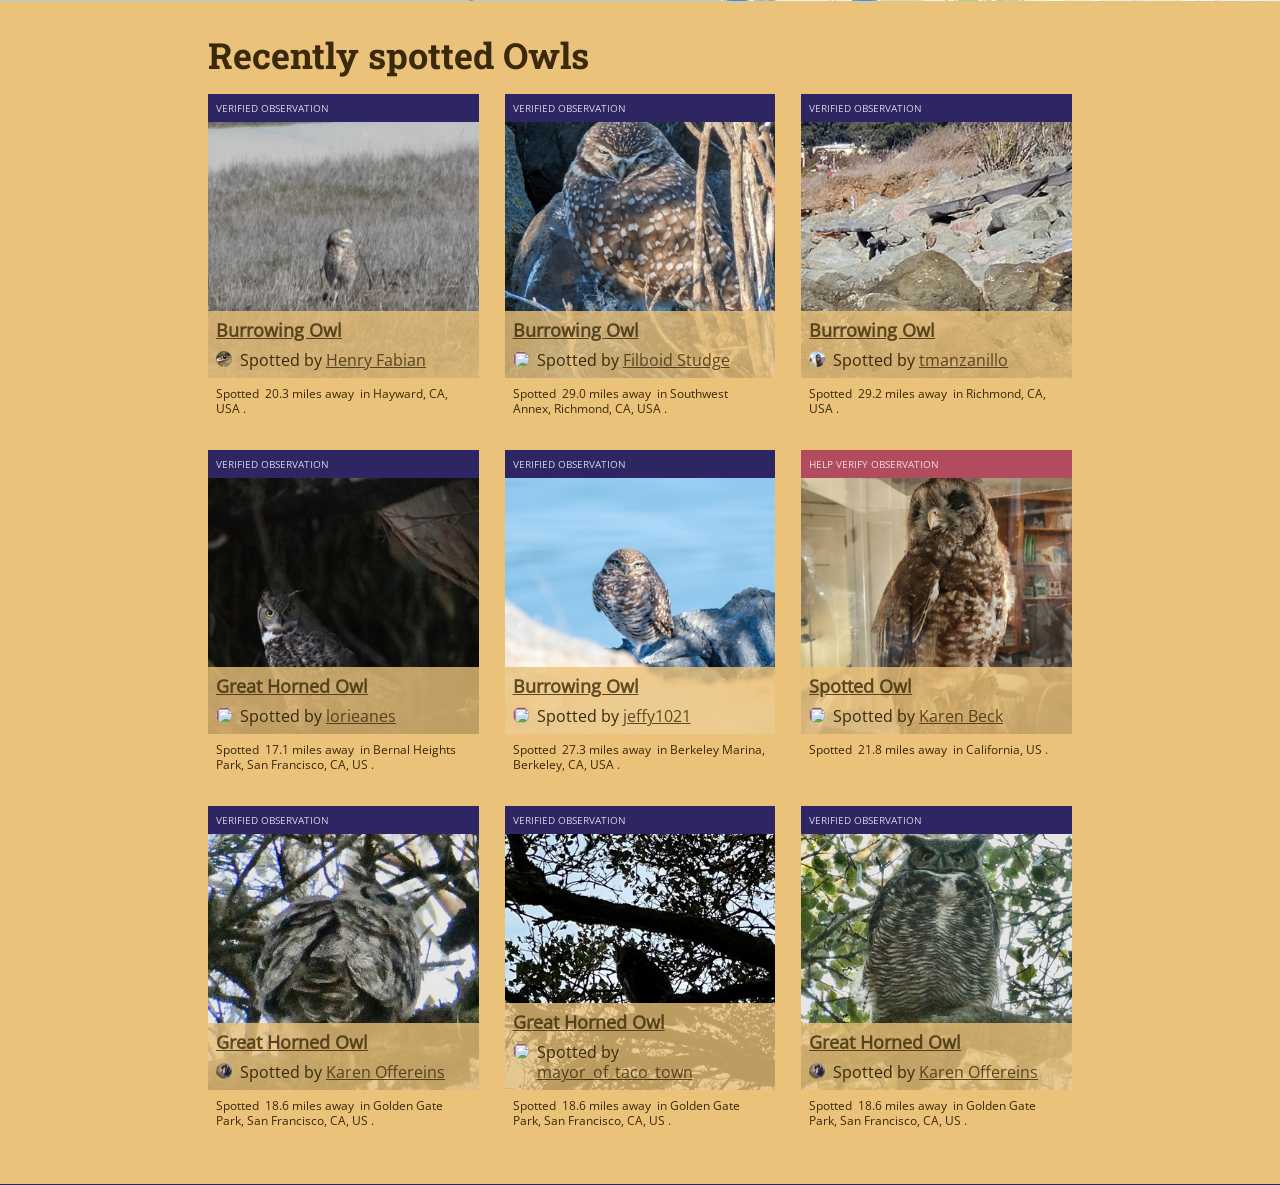 Recently spotted Owls
VERIFIED OBSERVATION
Burrowing Owl
Spotted by Henry Fabian
Spotted 20.3 miles away in Hayward, CA,
USA .
VERIFIED OBSERVATION
Burrowing Owl
Spotted by Filboid Studge
Spotted 29.0 miles away in Southwest
Annex, Richmond, CA, USA .
VERIFIED OBSERVATION
Burrowing Owl
Spotted by tmanzanillo
Spotted 29.2 miles away in Richmond, CA,
USA .
VERIFIED OBSERVATION
Great Horned Owl
Spotted by lorieanes
Spotted 17.1 miles away in Bernal Heights
Park, San Francisco, CA, US .
VERIFIED OBSERVATION
Burrowing Owl
Spotted by jeffy1021
Spotted 27.3 miles away in Berkeley Marina,
Berkeley, CA, USA .
HELP VERIFY OBSERVATION
Spotted Owl
Spotted by Karen Beck
Spotted 21.8 miles away in California, US .
VERIFIED OBSERVATION
Great Horned Owl
Spotted by Karen Offereins
Spotted 18.6 miles away in Golden Gate
Park, San Francisco, CA, US .
VERIFIED OBSERVATION
Great Horned Owl
Spotted by
mayor_of_taco_town
Spotted 18.6 miles away in Golden Gate
Park, San Francisco, CA, US .
VERIFIED OBSERVATION
Great Horned Owl
Spotted by Karen Offereins
Spotted 18.6 miles away in Golden Gate
Park, San Francisco, CA, US .